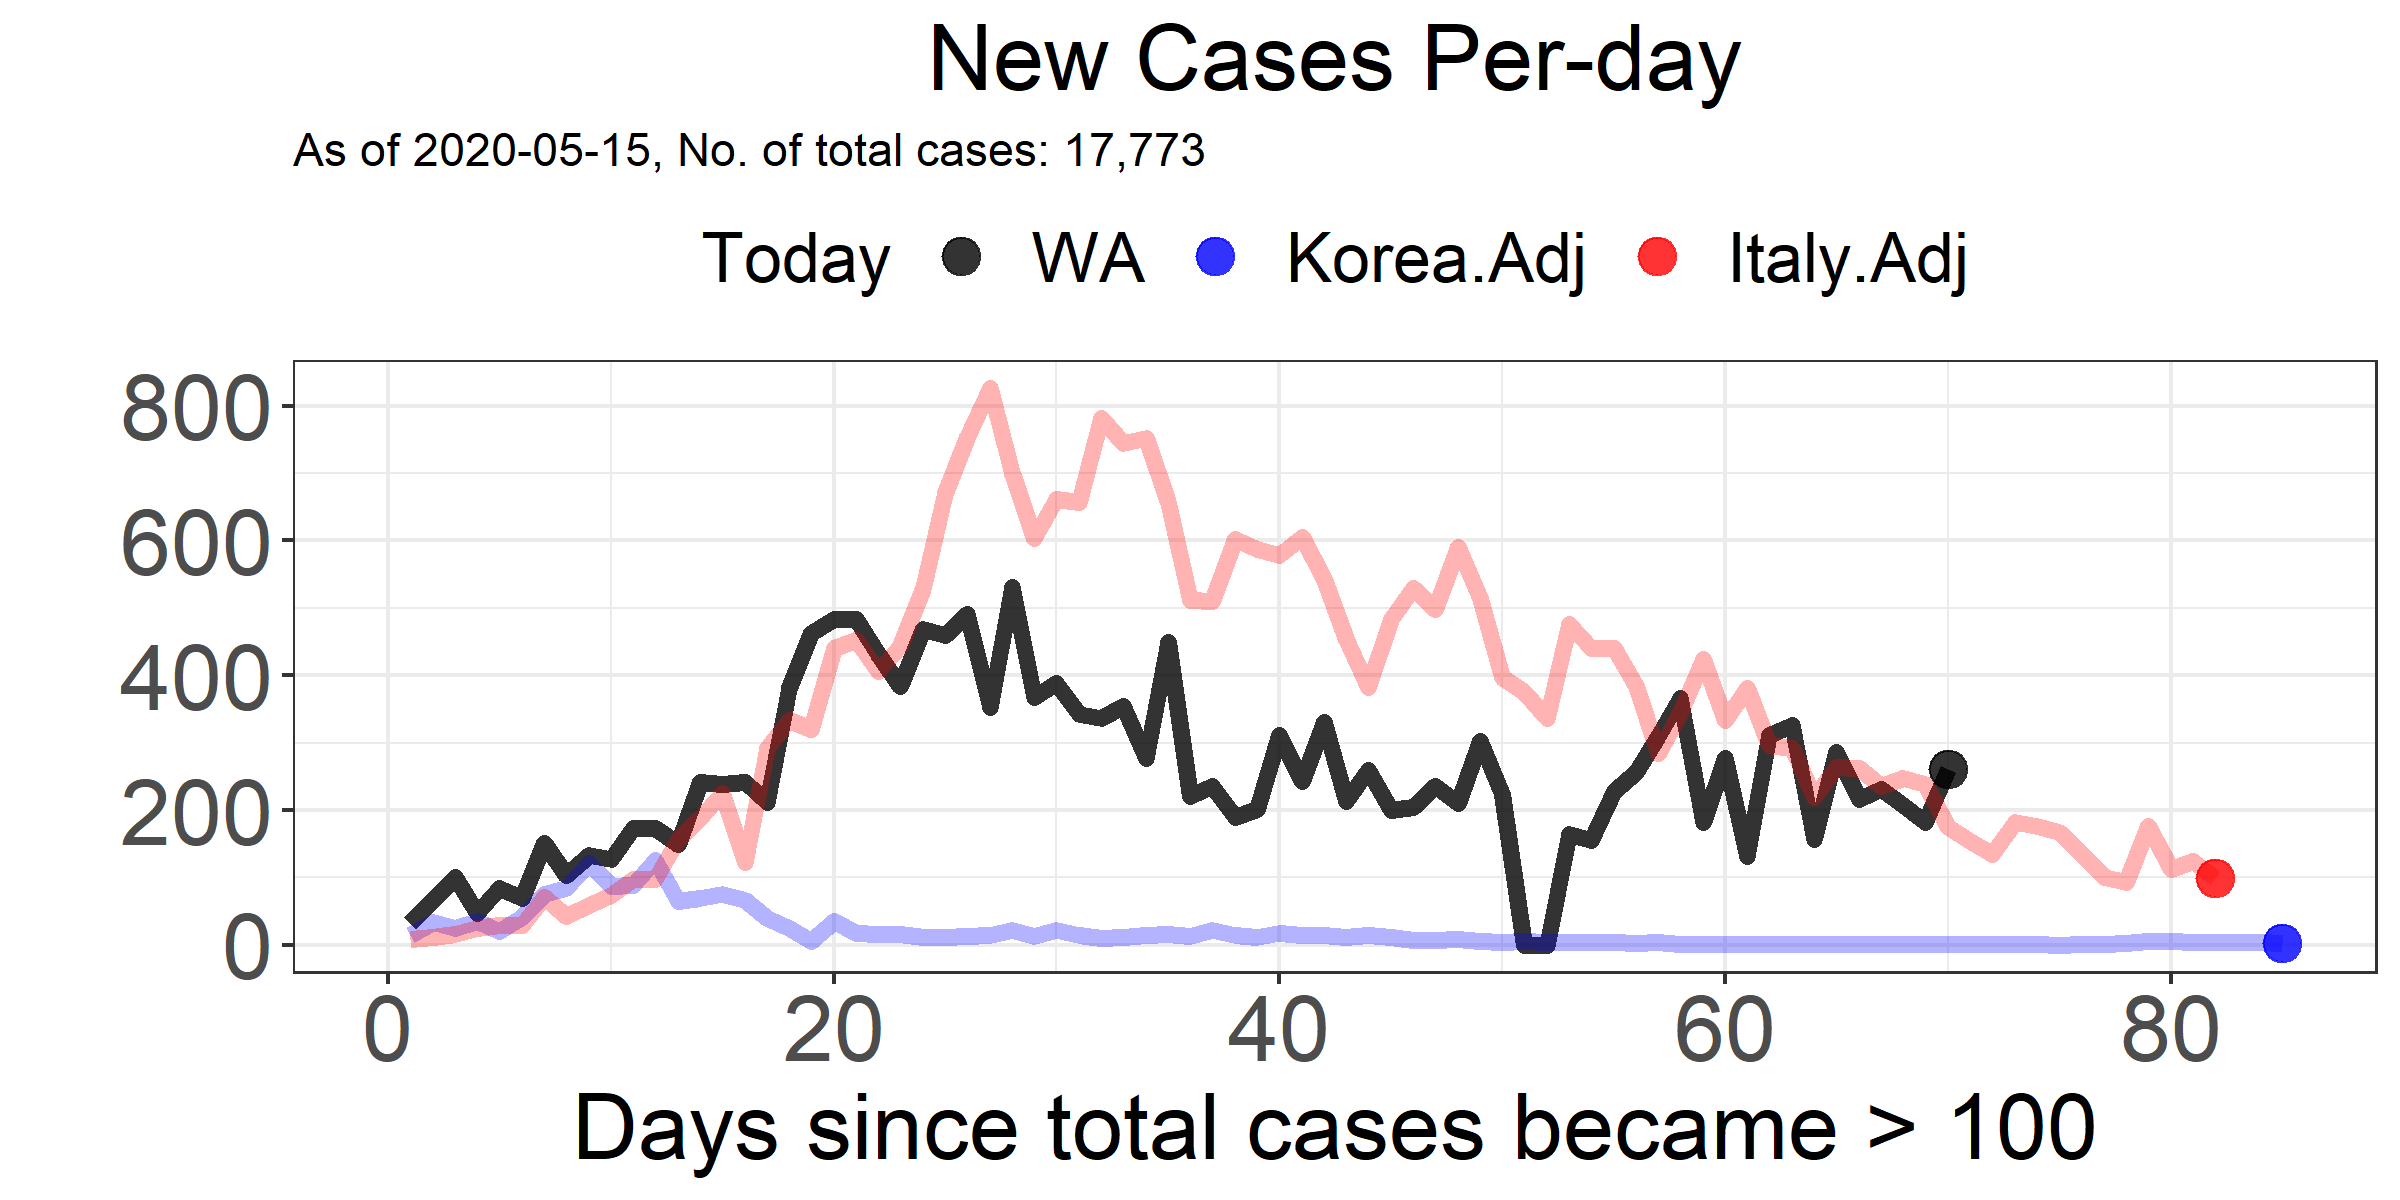 New Cases Per-day
As of 2020-05-15, No. of total cases: 17,773
Today WA Korea.Adj Italy.Adj
800
600
400
200
0
0 20 40 60 80
Days since total cases became > 100